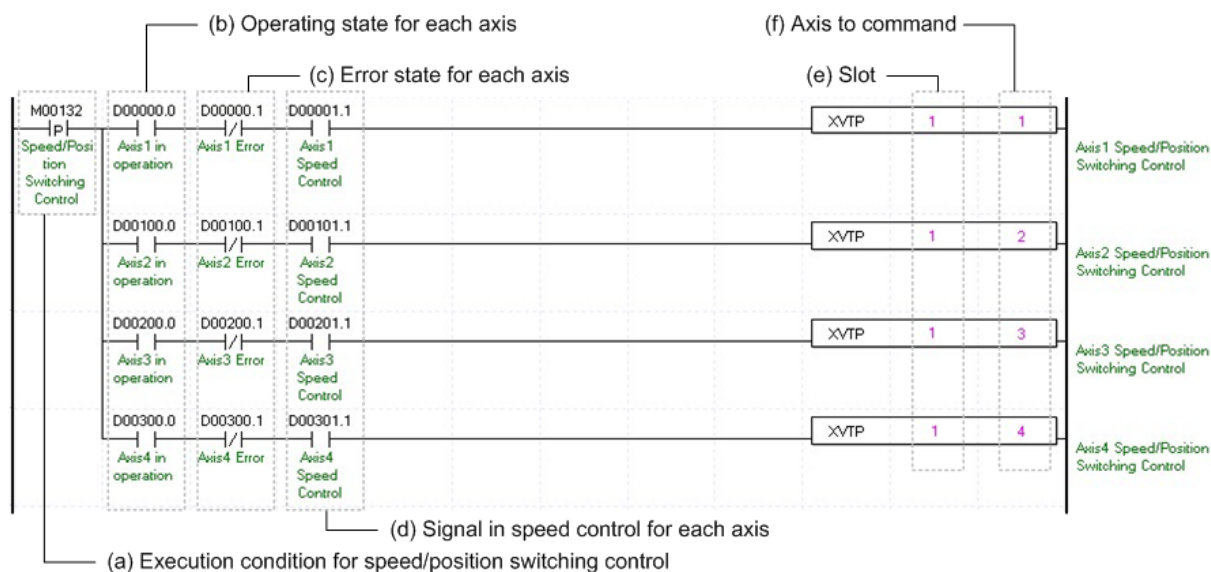 (b) Operating state for each axis
(f) Axis to command
(c) Error state for each axis
(e) Slot
M00132
P
Speed/Posi
tion
Switching
Control
D00000.0
Axis1 in
operation
D00000.1
Axis1 Error
D00001.1
Axis1
Speed
Control
XVTP 1 1
Axis1 Speed/Position
Switching Control
D00100.0
Axis2 in
operation
D00100.1
Axis2 Error
D00101.1
Axis2
Speed
Control
XVTP 1 2
Axis2 Speed/Position
Switching Control
D00200.0
Axis3 in
operation
D00200.1
Axis3 Error
D00201.1
Axis3
Speed
Control
XVTP 1 3
Axis3 Speed/Position
Switching Control
D00300.0
Axis4 in
operation
D00300.1
Axis4 Error
D00301.1
Axis4
Speed
Control
XVTP 1 4
Axis4 Speed/Position
Switching Control
(d) Signal in speed control for each axis
(a) Execution condition for speed/position switching control